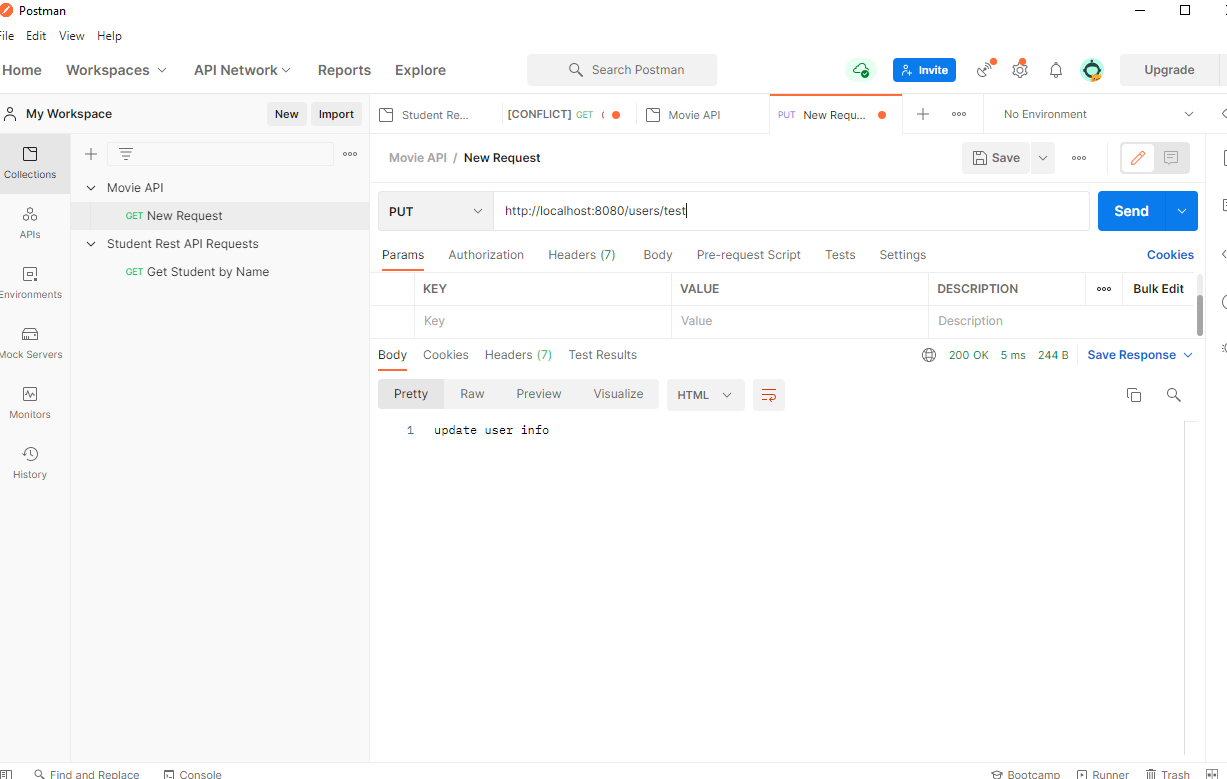 Postman
File Edit View Help
Home Workspaces API Network Reports Explore Search Postman Invite Upgrade
My Workspace New Import
Student Re... [CONFLICT] GET Movie API PUT New Requ... No Environment
Collections
APIs
Environments
Mock Servers
Monitors
History
Movie API
GET New Request
Student Rest API Requests
GET Get Student by Name
Movie API / New Request Save
PUT http://localhost:8080/users/test Send
Params Authorization Headers (7) Body Pre-request Script Tests Settings Cookies
KEY VALUE DESCRIPTION Bulk Edit
Key Value Description
Body Cookies Headers (7) Test Results 200 OK 5 ms 244 B Save Response
Pretty Raw Preview Visualize HTML
1 update user info
Find and Replace Console Bootcamp Runner Trash